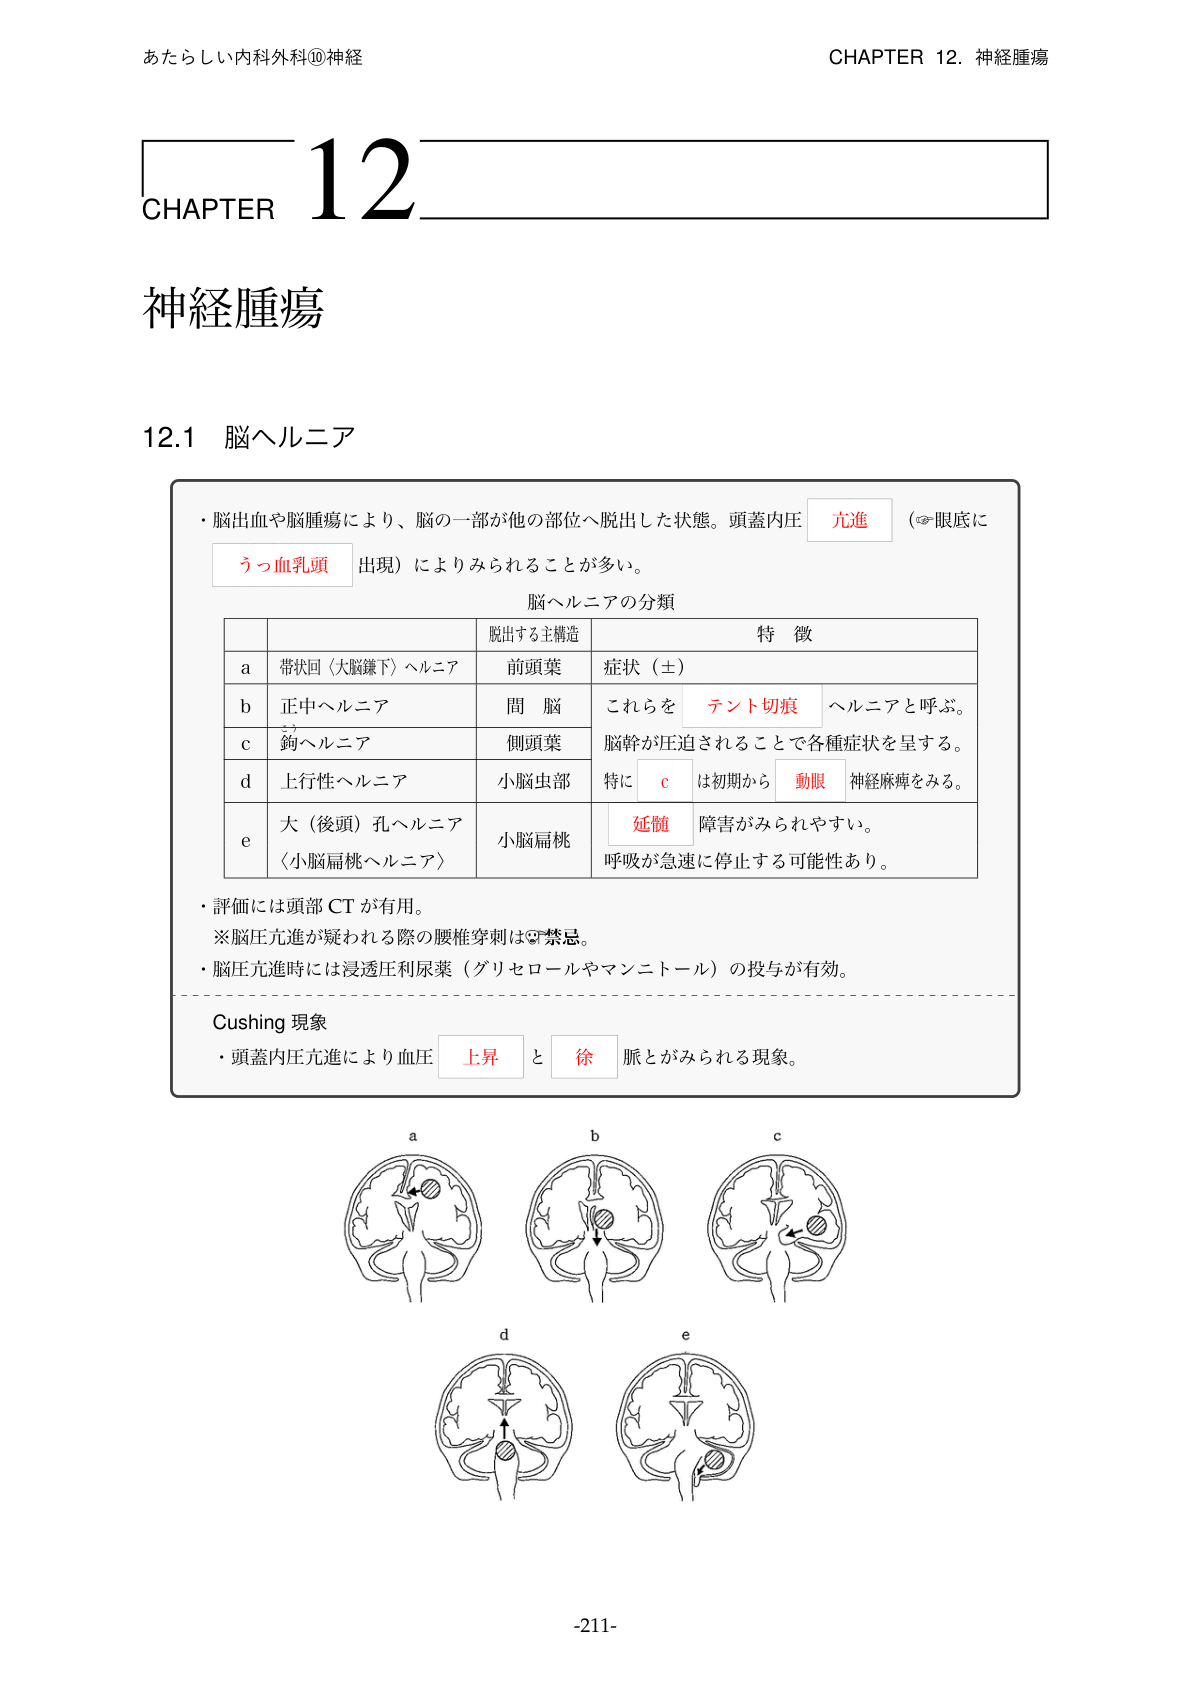 あたらしい内科外科⑩神経　CHAPTER 12. 神経腫瘍
CHAPTER 12
神経腫瘍
12.1　脳ヘルニア
・脳出血や脳腫瘍により、脳の一部が他の部位へ脱出した状態。頭蓋内圧 亢進 （☞眼底に
うっ血乳頭 出現）によりみられることが多い。
脳ヘルニアの分類
脱出する主構造　特　徴
a　帯状回〈大脳鎌下〉ヘルニア　前頭葉　症状（±）
b　正中ヘルニア　間　脳　これらを テント切痕 ヘルニアと呼ぶ。
こう
c　鉤ヘルニア　側頭葉　脳幹が圧迫されることで各種症状を呈する。
d　上行性ヘルニア　小脳虫部　特に c は初期から 動眼 神経麻痺をみる。
e　大（後頭）孔ヘルニア　小脳扁桃　延髄 障害がみられやすい。
〈小脳扁桃ヘルニア〉　呼吸が急速に停止する可能性あり。
・評価には頭部 CT が有用。
※脳圧亢進が疑われる際の腰椎穿刺は禁忌。
・脳圧亢進時には浸透圧利尿薬（グリセロールやマンニトール）の投与が有効。
Cushing 現象
・頭蓋内圧亢進により血圧 上昇 と 徐 脈とがみられる現象。
a　b　c
d　e
-211-